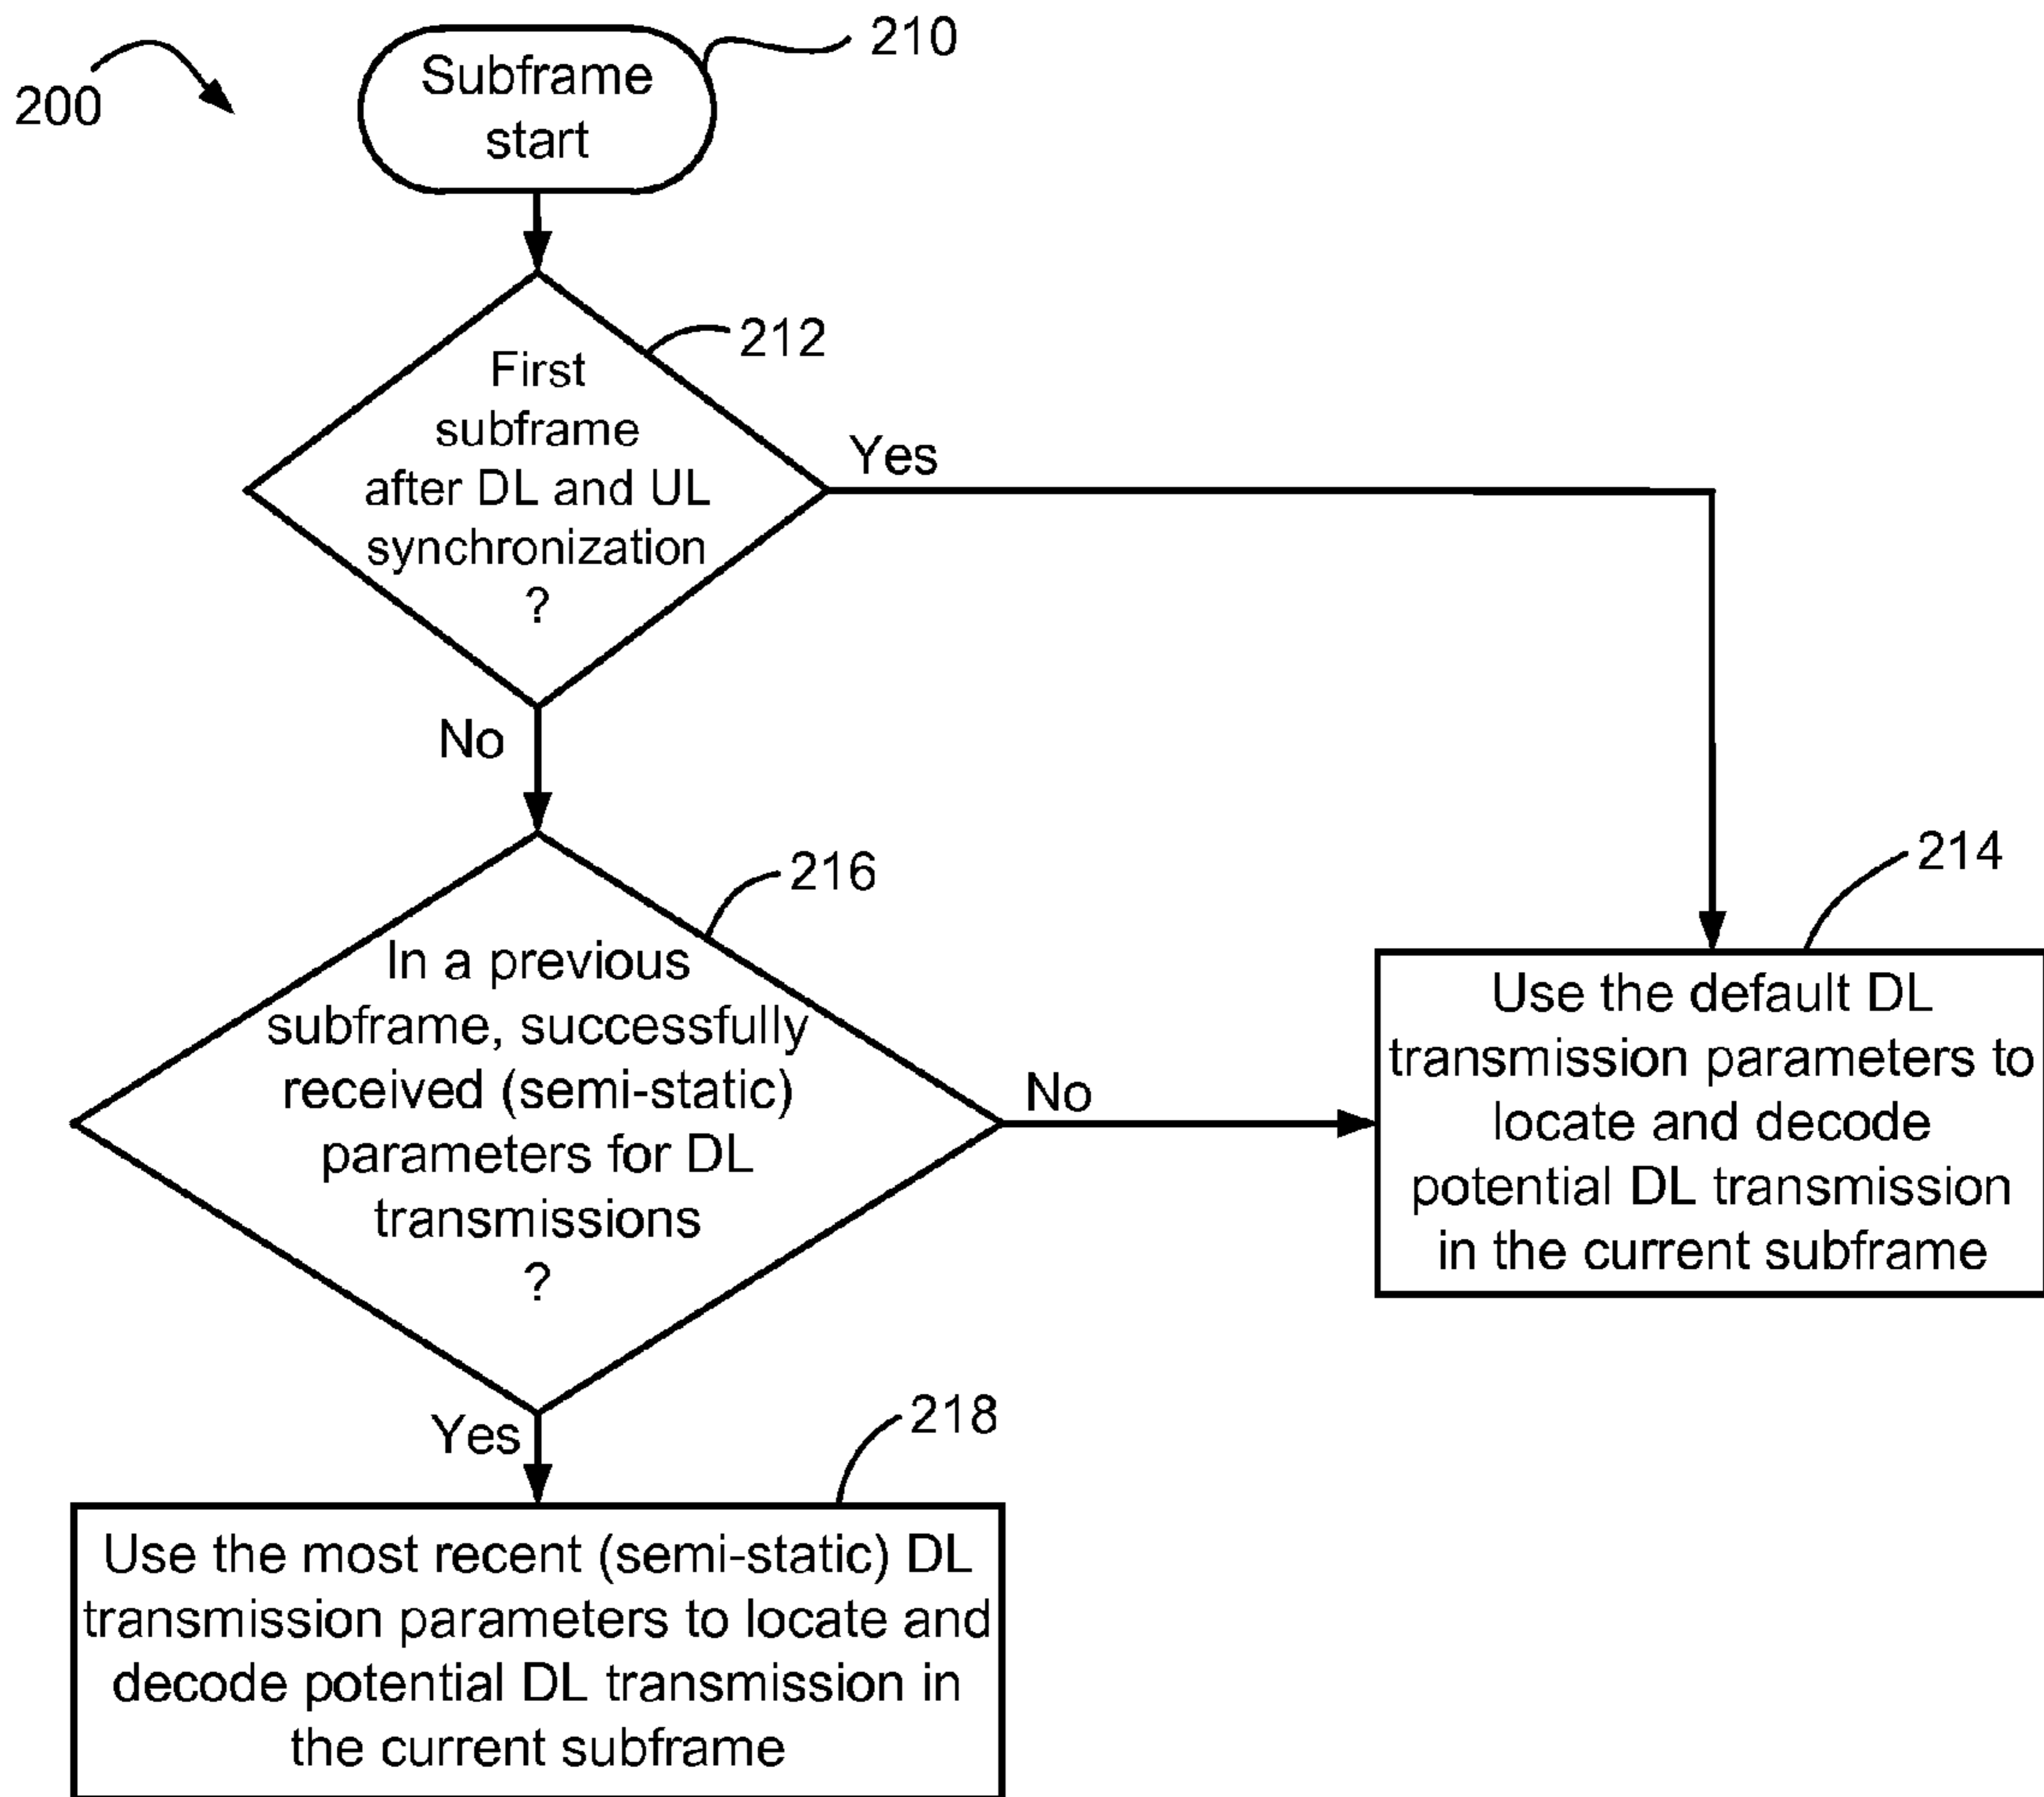 200
210
Subframe
start
212
First
subframe
after DL and UL
synchronization
?
Yes
No
216
In a previous
subframe, successfully
received (semi-static)
parameters for DL
transmissions
?
No
214
Use the default DL
transmission parameters to
locate and decode
potential DL transmission
in the current subframe
Yes
218
Use the most recent (semi-static) DL
transmission parameters to locate and
decode potential DL transmission in
the current subframe